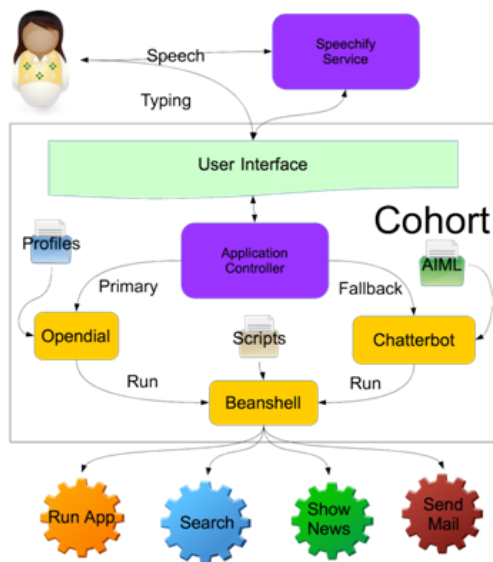 Speech
Speechify
Service
Typing
User Interface
Cohort
Profiles
Application
Controller
AIML
Primary
Fallback
Opendial
Scripts
Chatterbot
Run
Run
Beanshell
Run App
Search
Show
News
Send
Mail